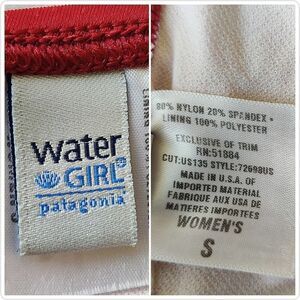 water
GIRL®
patagonia®
80% NYLON 20% SPANDEX •
LINING 100% POLYESTER
EXCLUSIVE OF TRIM
RN:51884
CUT:US135 STYLE:72698US
MADE IN U.S.A. OF
IMPORTED MATERIAL
FABRIQUE AUX USA DE
MATIERES IMPORTEES
WOMEN'S
S